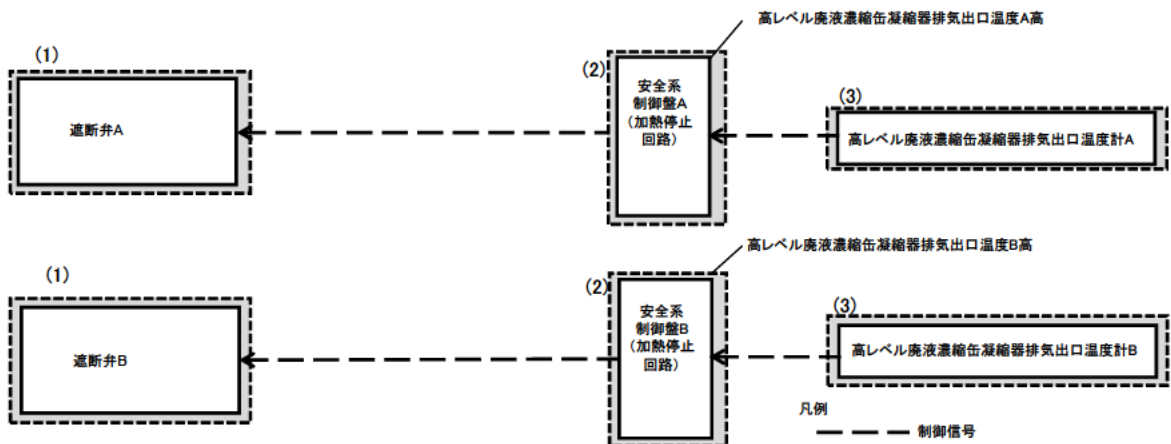 高レベル廃液濃縮缶凝縮器排気出口温度A高
(1)
遮断弁A
(2)
安全系
制御盤A
(加熱停止
回路)
(3)
高レベル廃液濃縮缶凝縮器排気出口温度計A
高レベル廃液濃縮缶凝縮器排気出口温度B高
(1)
遮断弁B
(2)
安全系
制御盤B
(加熱停止
回路)
(3)
高レベル廃液濃縮缶凝縮器排気出口温度計B
凡例
制御信号